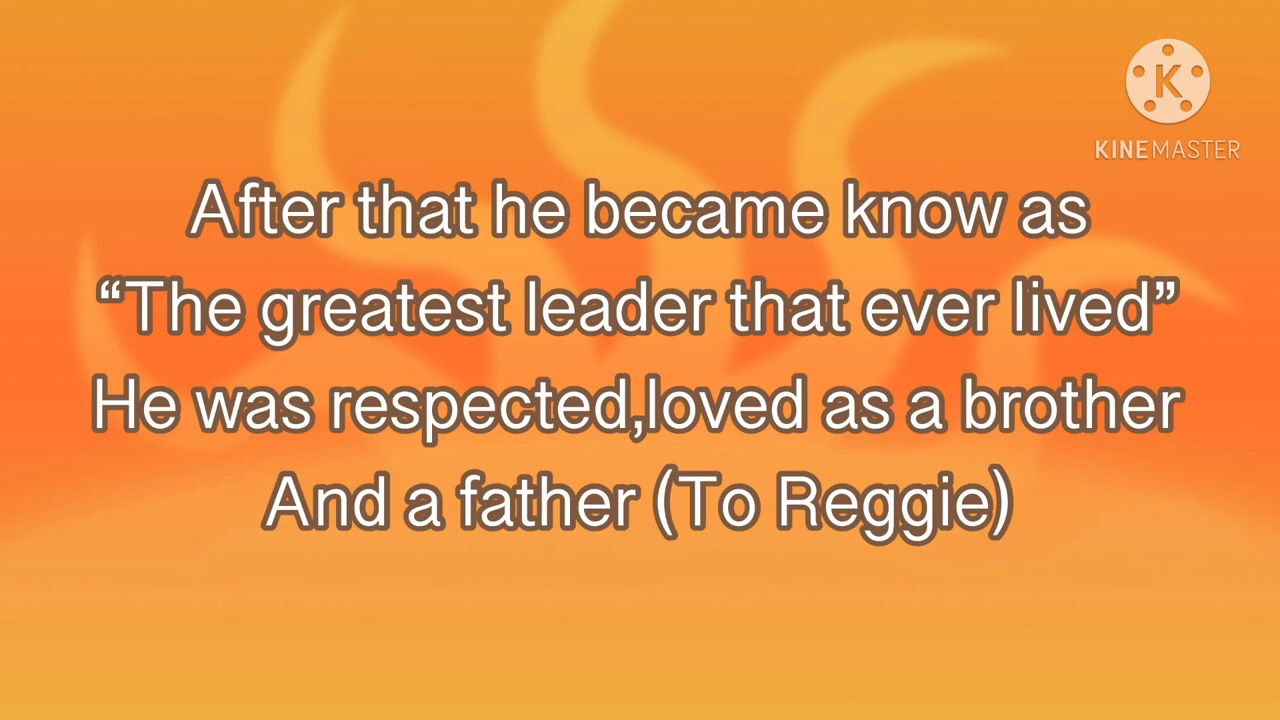 K
KINEMASTER
After that he became know as
“The greatest leader that ever lived”
He was respected,loved as a brother
And a father (To Reggie)